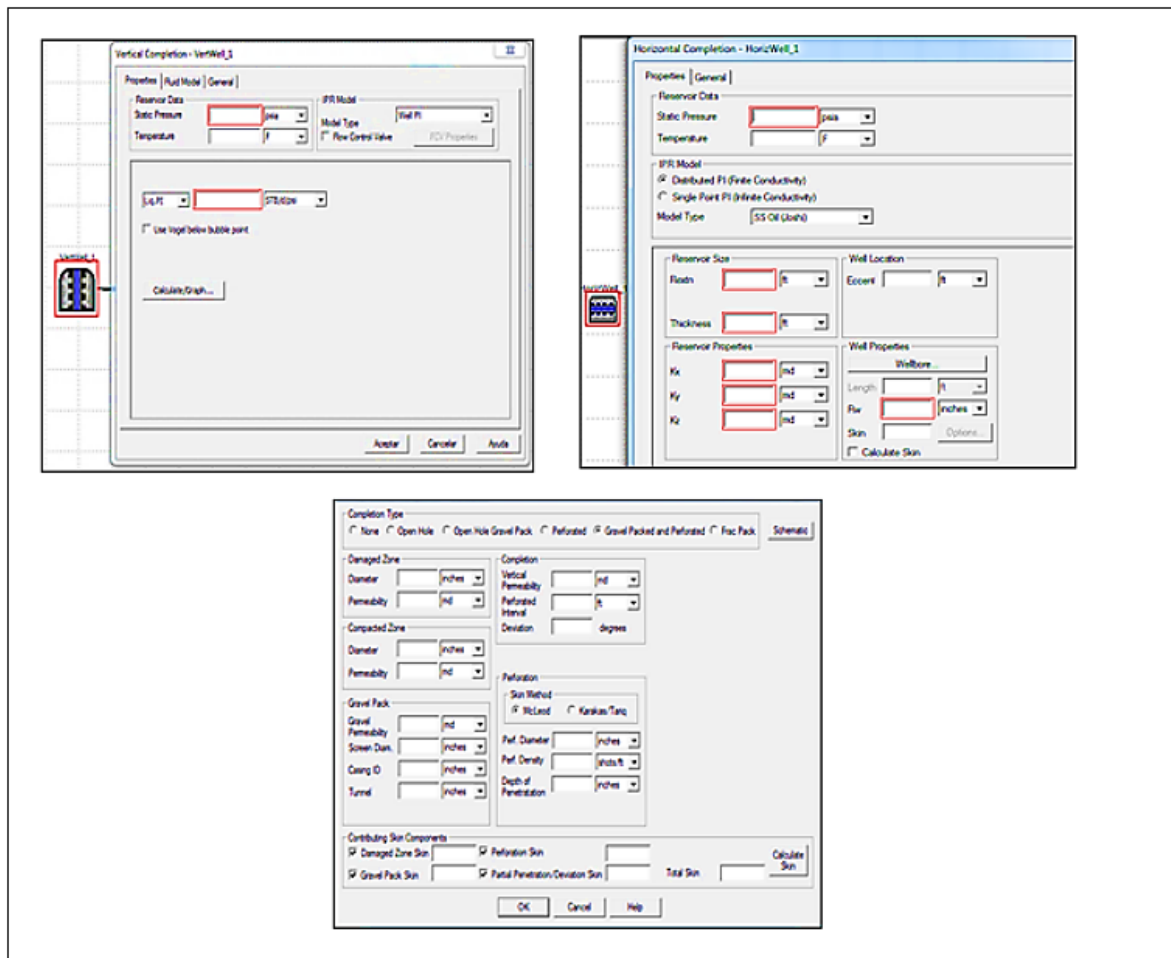 Vertical Completion - VertWell_1
Properties Fluid Model General
Reservoir Data
Static Pressure psia
Temperature F
IPR Model
Model Type Well PI
Flow Control Valve FCV Properties
Liq PI STB/d/psi
Use Vogel below bubble point
Calculate/Graph...
VertWell_1
Aceptar Cancelar Ayuda
Horizontal Completion - HorizWell_1
Properties General
Reservoir Data
Static Pressure psia
Temperature F
IPR Model
Distributed PI (Finite Conductivity)
Single Point PI (Infinite Conductivity)
Model Type SS Oil (Joshi)
Reservoir Size
Rextn ft
Thickness ft
Well Location
Eccent ft
HorizWell_1
Reservoir Properties
Kx md
Ky md
Kz md
Well Properties
Wellbore...
Length ft
Rw inches
Skin Options...
Calculate Skin
Completion Type
None Open Hole Open Hole Gravel Pack Perforated Gravel Packed and Perforated Frac Pack Schematic
Damaged Zone
Diameter inches
Permeability md
Completion
Vertical
Permeability md
Perforated
Interval ft
Deviation degrees
Compacted Zone
Diameter inches
Permeability md
Gravel Pack
Gravel
Permeability md
Screen Diam. inches
Casing ID inches
Tunnel inches
Perforation
Skin Method
McLeod Karakas/Tariq
Perf. Diameter inches
Perf. Density shots/ft
Depth of
Penetration inches
Contributing Skin Components
Damaged Zone Skin Perforation Skin
Gravel Pack Skin Partial Penetration/Deviation Skin Total Skin
Calculate
Skin
OK Cancel Help